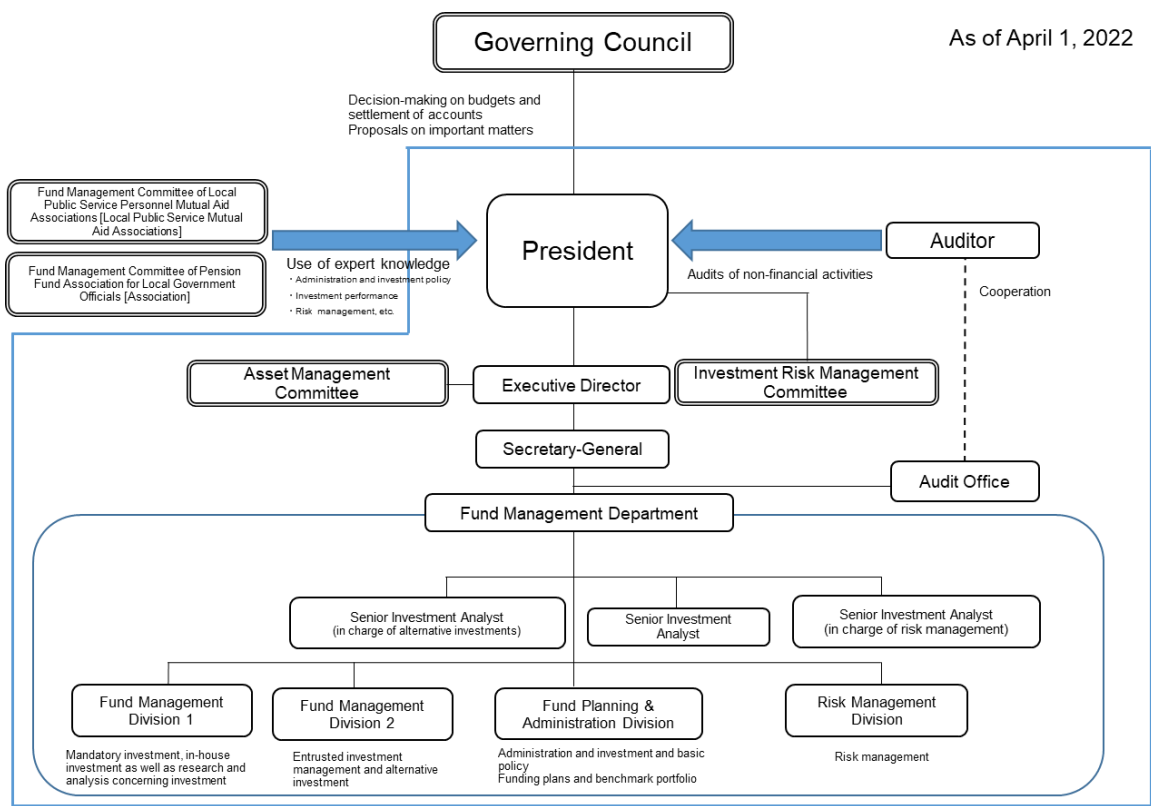 Governing Council
As of April 1, 2022
Decision-making on budgets and
settlement of accounts
Proposals on important matters
Fund Management Committee of Local
Public Service Personnel Mutual Aid
Associations [Local Public Service Mutual
Aid Associations]
Fund Management Committee of Pension
Fund Association for Local Government
Officials [Association]
Use of expert knowledge
・Administration and investment policy
・Investment performance
・Risk management, etc.
President
Auditor
Audits of non-financial activities
Cooperation
Asset Management
Committee
Executive Director
Investment Risk Management
Committee
Secretary-General
Audit Office
Fund Management Department
Senior Investment Analyst
(in charge of alternative investments)
Senior Investment
Analyst
Senior Investment Analyst
(in charge of risk management)
Fund Management
Division 1
Fund Management
Division 2
Fund Planning &
Administration Division
Risk Management
Division
Mandatory investment, in-house
investment as well as research and
analysis concerning investment
Entrusted investment
management and alternative
investment
Administration and investment and basic
policy
Funding plans and benchmark portfolio
Risk management